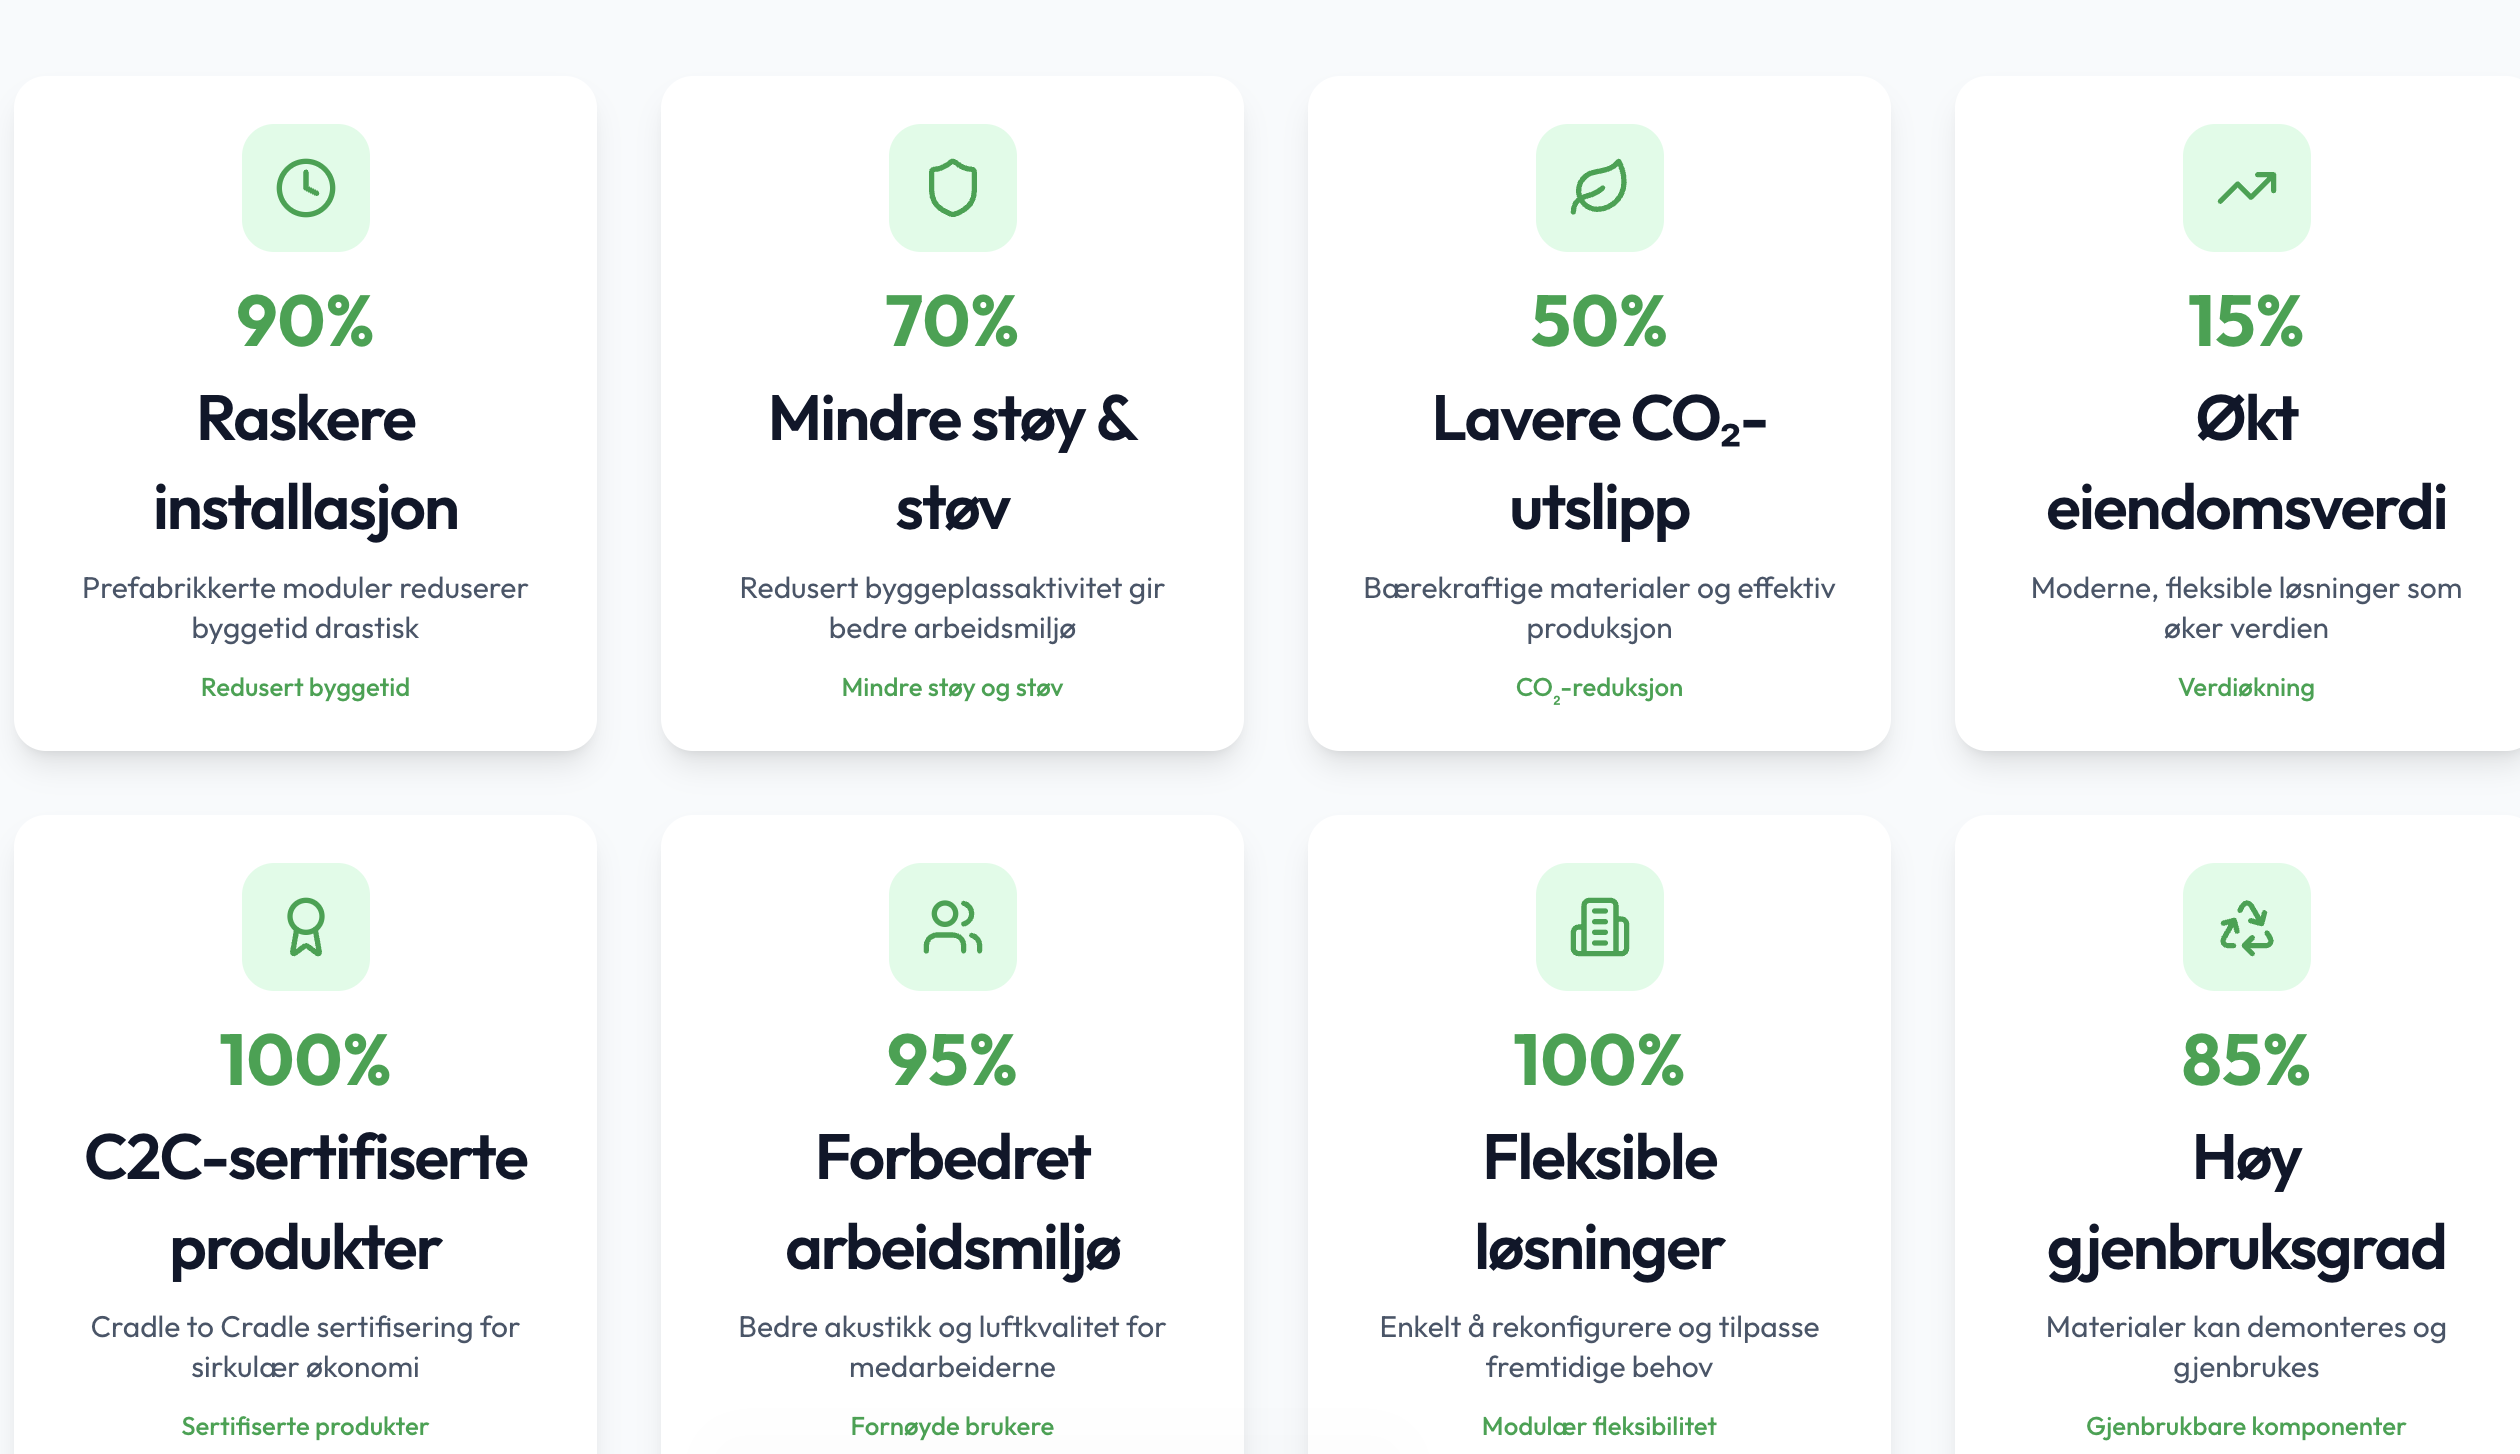 90%
Raskere
installasjon
Prefabrikkerte moduler reduserer
byggetid drastisk
Redusert byggetid
70%
Mindre støy &
støv
Redusert byggeplassaktivitet gir
bedre arbeidsmiljø
Mindre støy og støv
50%
Lavere CO₂-
utslipp
Bærekraftige materialer og effektiv
produksjon
CO₂-reduksjon
15%
Økt
eiendomsverdi
Moderne, fleksible løsninger som
øker verdien
Verdiøkning
100%
C2C-sertifiserte
produkter
Cradle to Cradle sertifisering for
sirkulær økonomi
Sertifiserte produkter
95%
Forbedret
arbeidsmiljø
Bedre akustikk og luftkvalitet for
medarbeiderne
Fornøyde brukere
100%
Fleksible
løsninger
Enkelt å rekonfigurere og tilpasse
fremtidige behov
Modulær fleksibilitet
85%
Høy
gjenbruksgrad
Materialer kan demonteres og
gjenbrukes
Gjenbrukbare komponenter